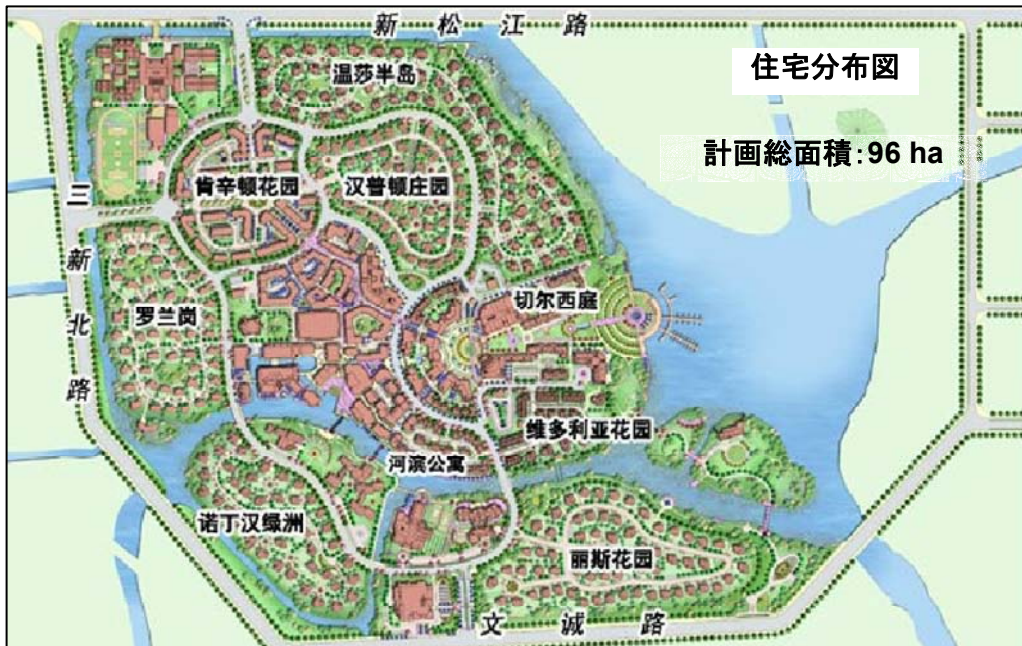 新松江路
住宅分布図
温莎半岛
計画総面積:96 ha
肯辛顿花园
汉普顿庄园
三新北路
切尔西庭
罗兰岗
维多利亚花园
河滨公寓
诺丁汉绿洲
丽斯花园
文诚路